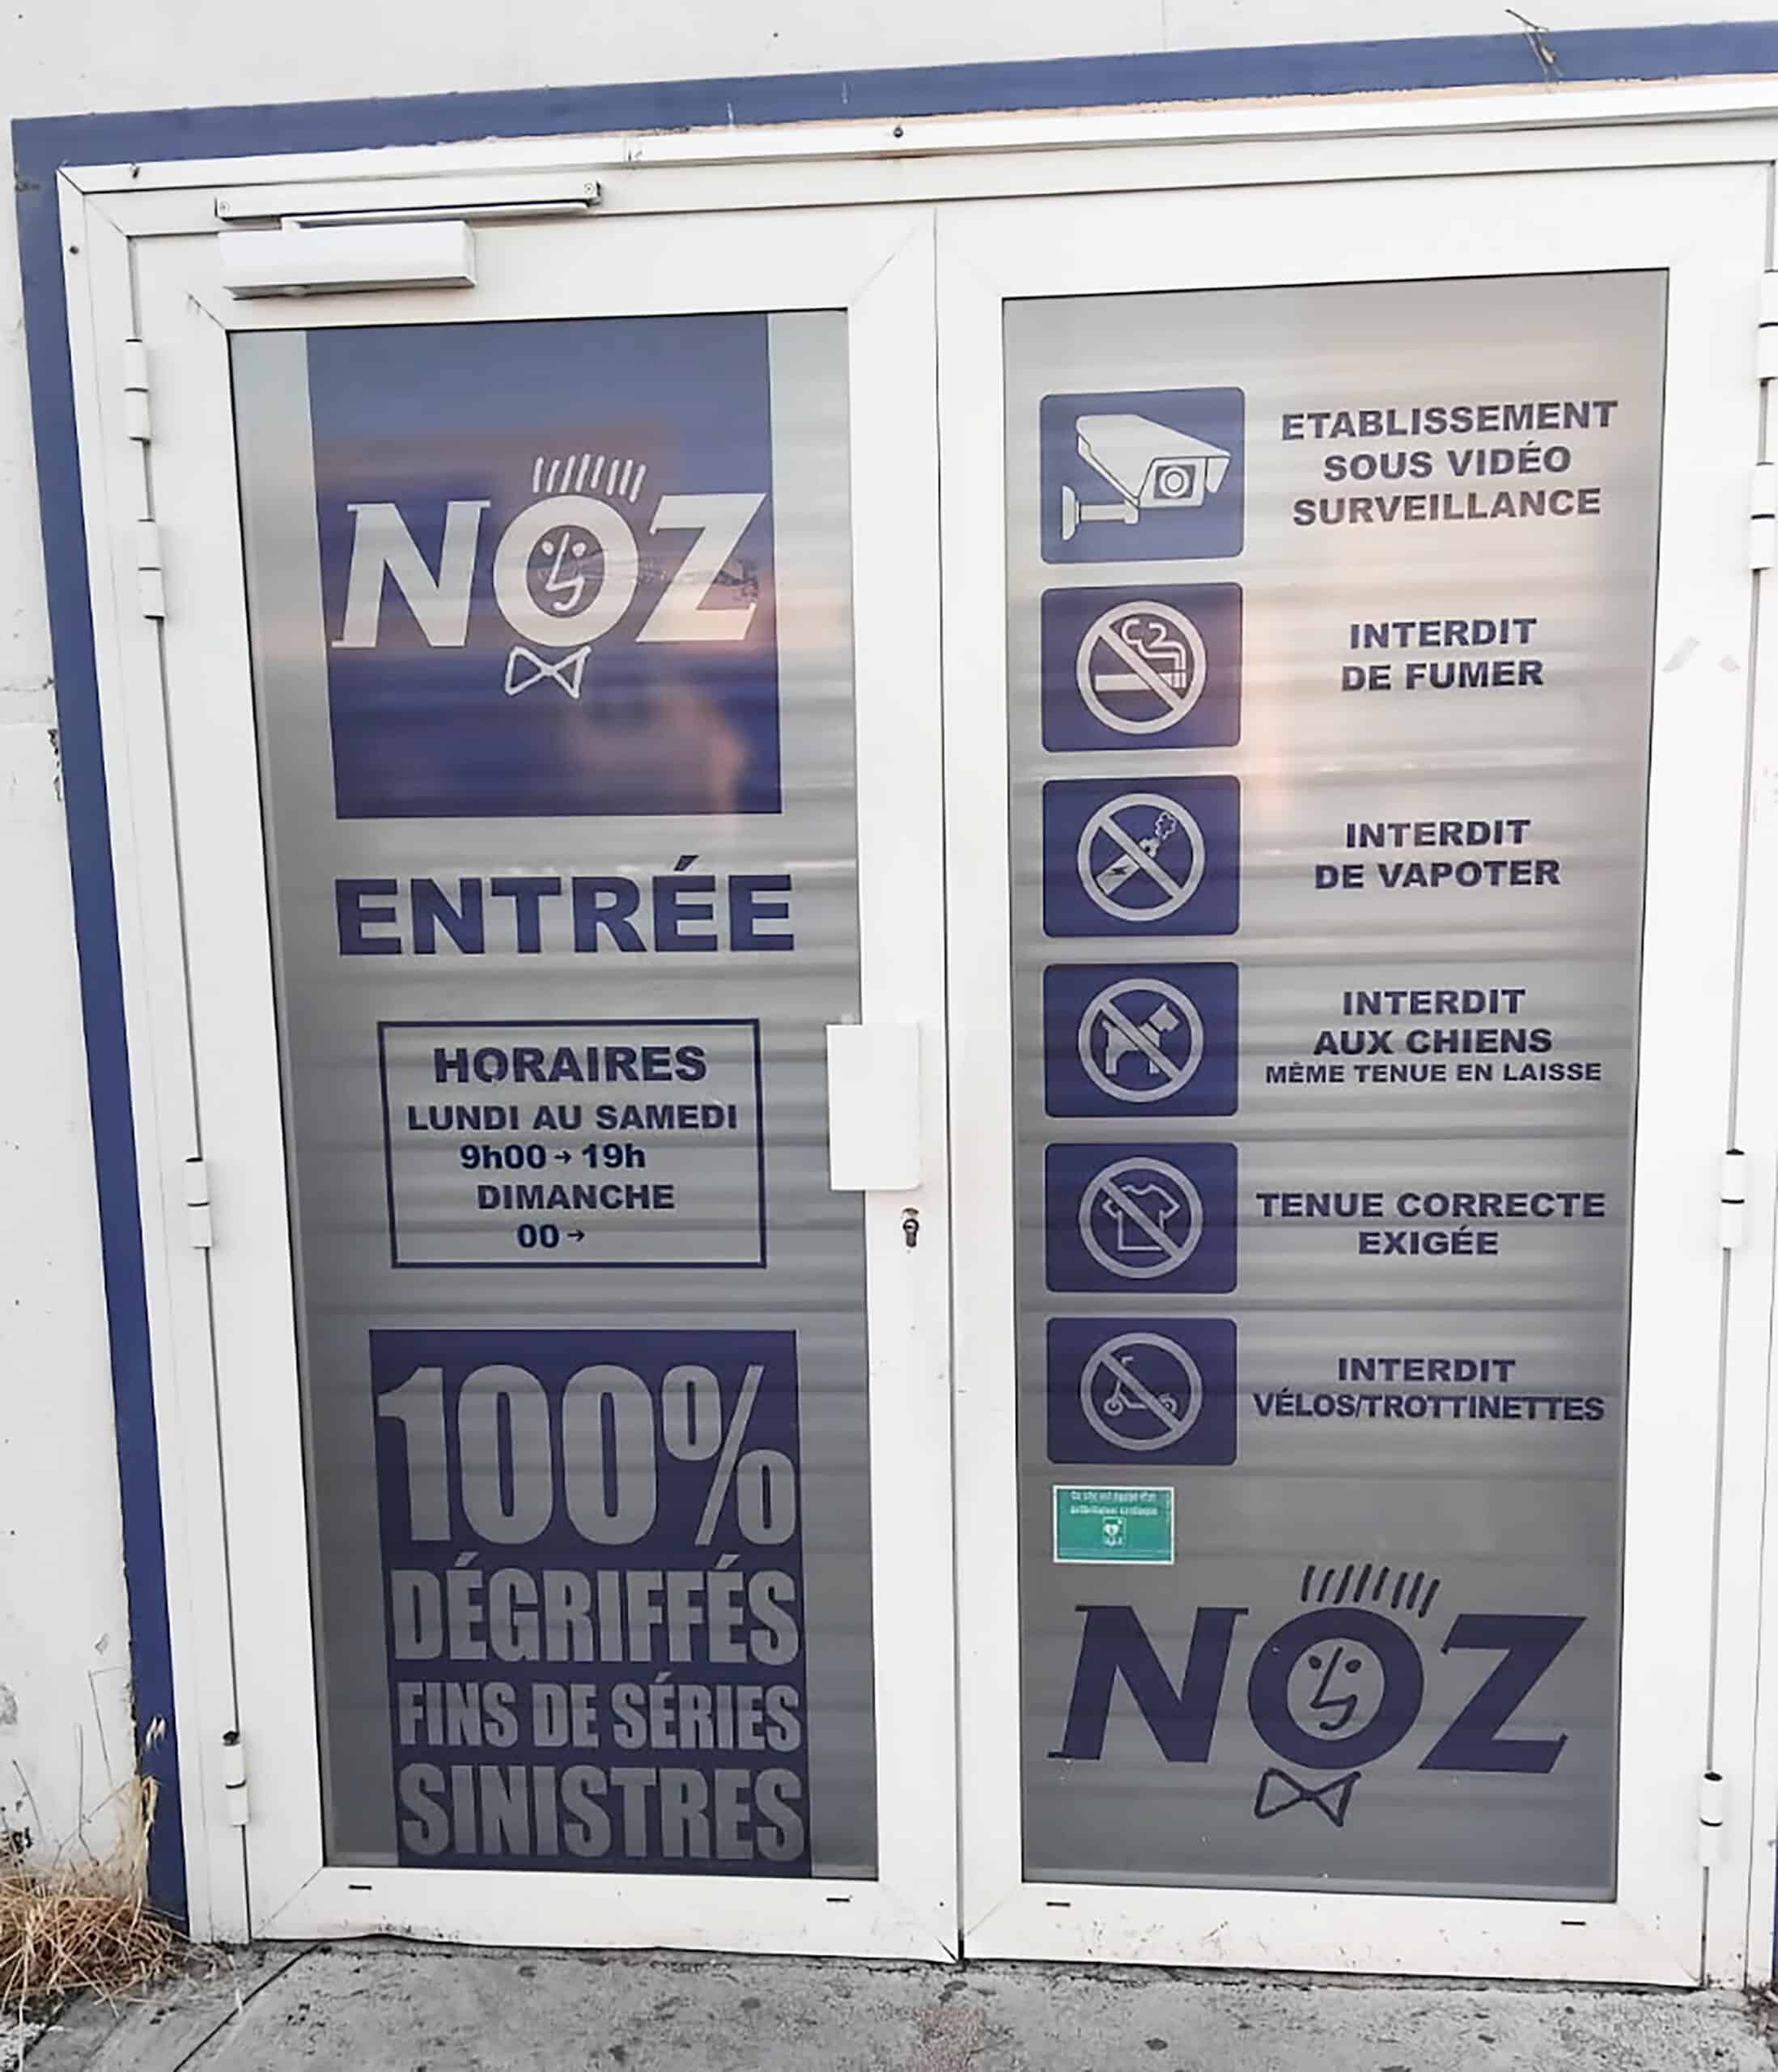 NOZ
ENTRÉE
HORAIRES
LUNDI AU SAMEDI
9h00 → 19h
DIMANCHE
00 →
100%
DÉGRIFFÉS
FINS DE SÉRIES
SINISTRES
ETABLISSEMENT
SOUS VIDÉO
SURVEILLANCE
INTERDIT
DE FUMER
INTERDIT
DE VAPOTER
INTERDIT
AUX CHIENS
MÊME TENUE EN LAISSE
TENUE CORRECTE
EXIGÉE
INTERDIT
VÉLOS/TROTTINETTES
NOZ